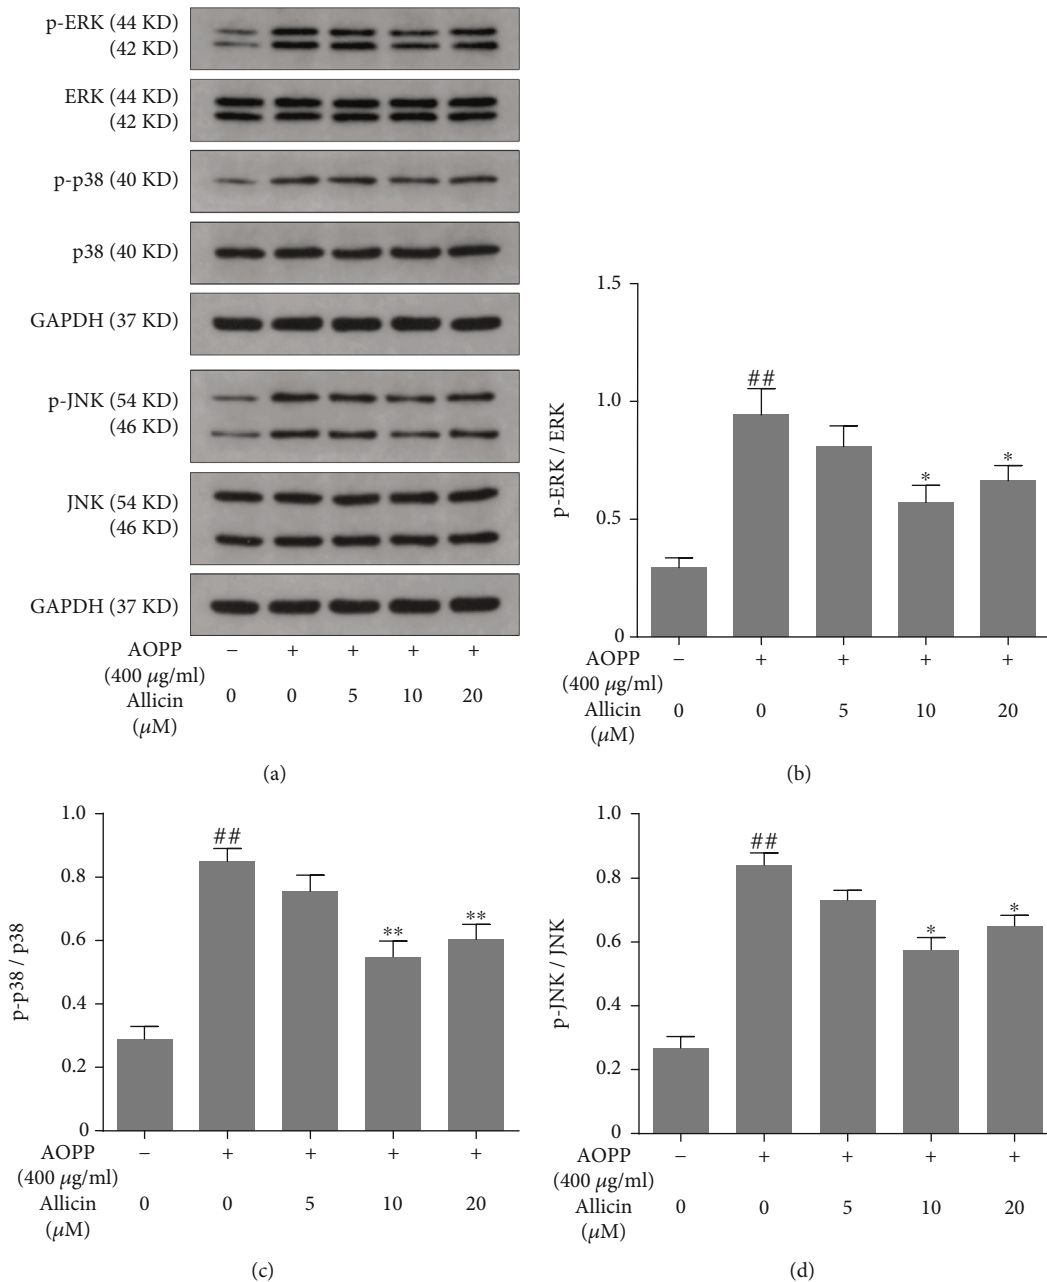 p-ERK (44 KD)
(42 KD)
ERK (44 KD)
(42 KD)
p-p38 (40 KD)
p38 (40 KD)
GAPDH (37 KD)
p-JNK (54 KD)
(46 KD)
JNK (54 KD)
(46 KD)
GAPDH (37 KD)
AOPP − + + + +
(400 μg/ml)
Allicin 0 0 5 10 20
(μM)
(a)
1.5
1.0
0.5
0
p-ERK / ERK
##
*
*
AOPP − + + + +
(400 μg/ml)
Allicin 0 0 5 10 20
(μM)
(b)
1.0
0.8
0.6
0.4
0.2
0
p-p38 / p38
##
**
**
AOPP − + + + +
(400 μg/ml)
Allicin 0 0 5 10 20
(μM)
(c)
1.0
0.8
0.6
0.4
0.2
0
p-JNK / JNK
##
*
*
AOPP − + + + +
(400 μg/ml)
Allicin 0 0 5 10 20
(μM)
(d)